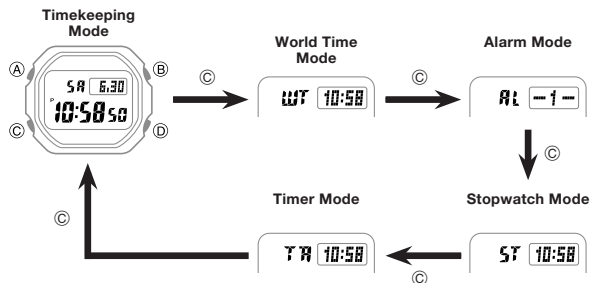 Timekeeping
Mode
A
B
SA 6.30
P
10:58 50
C
D
C
World Time
Mode
WT 10:58
C
Alarm Mode
AL -1-
C
Stopwatch Mode
ST 10:58
C
Timer Mode
TR 10:58
C